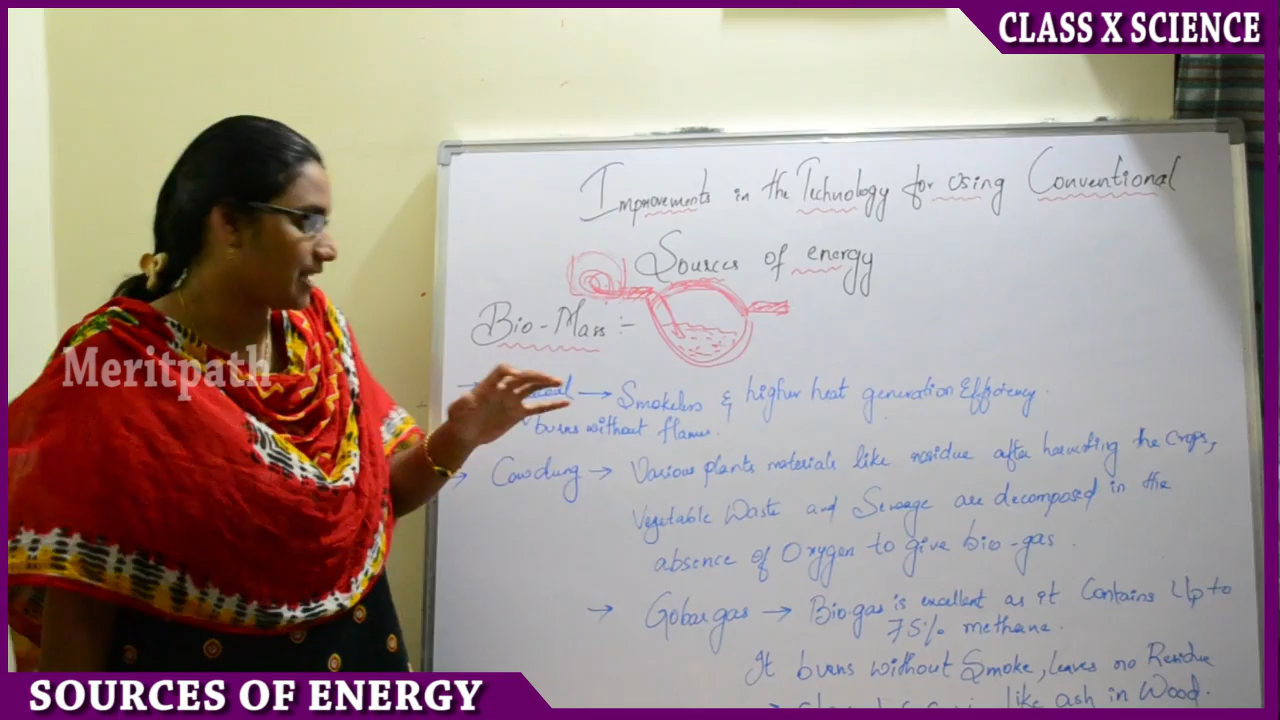 CLASS X SCIENCE
Improvements in the Technology for using Conventional
Sources of energy
Bio-Mass :-
→ Smokeless & higher heat generation Efficiency.
burns without flames.
→ Cowdung → Various plants materials like residue after harvesting the crops,
Vegetable Waste and Sewage are decomposed in the
absence of Oxygen to give bio-gas.
→ Gobar gas → Bio-gas is excellent as it Contains Up to
75% methane.
It burns without Smoke, leaves no Residue
like ash in Wood.
Meritpath
SOURCES OF ENERGY